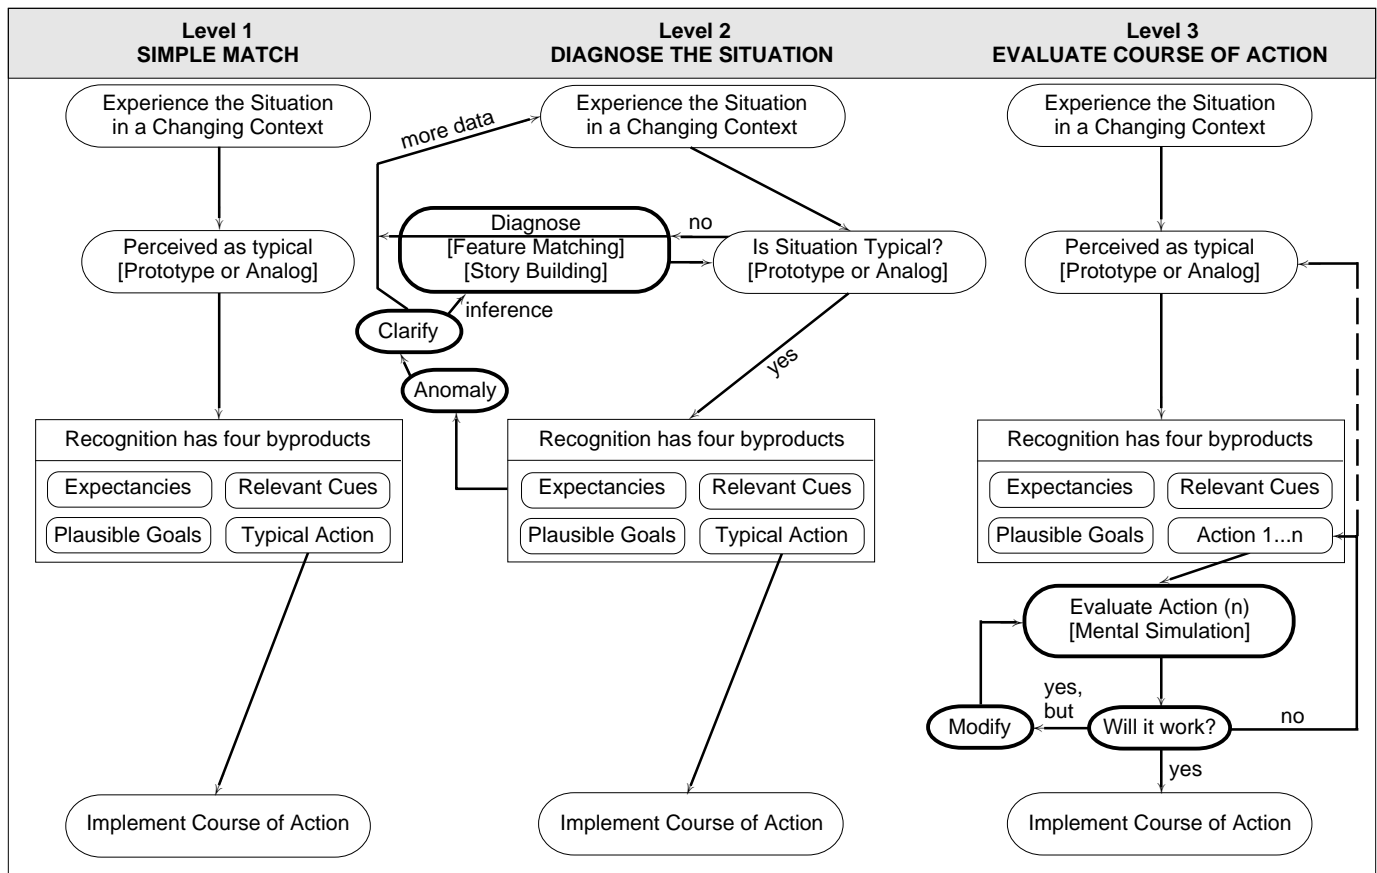 Level 1
SIMPLE MATCH
Level 2
DIAGNOSE THE SITUATION
Level 3
EVALUATE COURSE OF ACTION
Experience the Situation
in a Changing Context
Perceived as typical
[Prototype or Analog]
Recognition has four byproducts
Expectancies
Relevant Cues
Plausible Goals
Typical Action
Implement Course of Action
more data
Experience the Situation
in a Changing Context
Diagnose
[Feature Matching]
[Story Building]
no
Is Situation Typical?
[Prototype or Analog]
inference
Clarify
Anomaly
yes
Recognition has four byproducts
Expectancies
Relevant Cues
Plausible Goals
Typical Action
Implement Course of Action
Experience the Situation
in a Changing Context
Perceived as typical
[Prototype or Analog]
Recognition has four byproducts
Expectancies
Relevant Cues
Plausible Goals
Action 1...n
Evaluate Action (n)
[Mental Simulation]
yes,
but
Modify
Will it work?
no
yes
Implement Course of Action